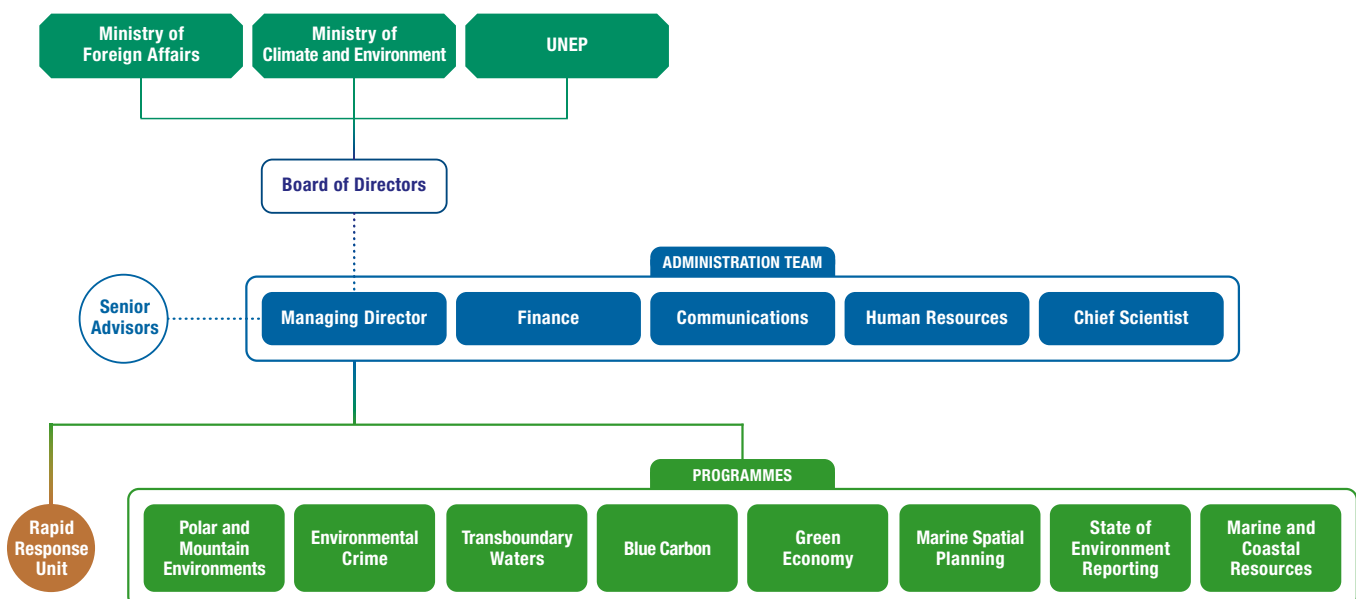 Ministry of
Foreign Affairs
Ministry of
Climate and Environment
UNEP
Board of Directors
ADMINISTRATION TEAM
Senior
Advisors
Managing Director
Finance
Communications
Human Resources
Chief Scientist
PROGRAMMES
Rapid
Response
Unit
Polar and
Mountain
Environments
Environmental
Crime
Transboundary
Waters
Blue Carbon
Green
Economy
Marine Spatial
Planning
State of
Environment
Reporting
Marine and
Coastal
Resources